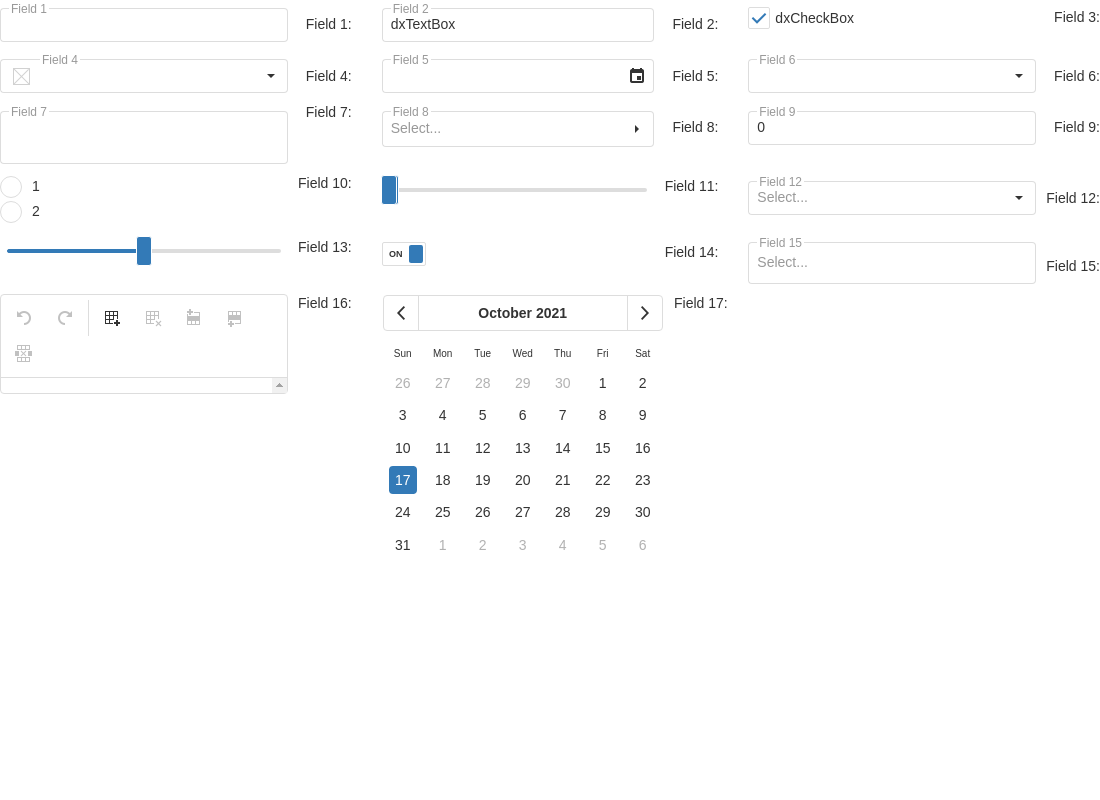 Field 1
Field 1:
Field 2
dxTextBox
Field 2:
dxCheckBox
Field 3:
Field 4
Field 4:
Field 5
Field 5:
Field 6
Field 6:
Field 7
Field 7:
Field 8
Select...
Field 8:
Field 9
0
Field 9:
1
2
Field 10:
Field 11:
Field 12
Select...
Field 12:
Field 13:
ON
Field 14:
Field 15
Select...
Field 15:
Field 16:
October 2021
Field 17:
Sun Mon Tue Wed Thu Fri Sat
26 27 28 29 30 1 2
3 4 5 6 7 8 9
10 11 12 13 14 15 16
17 18 19 20 21 22 23
24 25 26 27 28 29 30
31 1 2 3 4 5 6